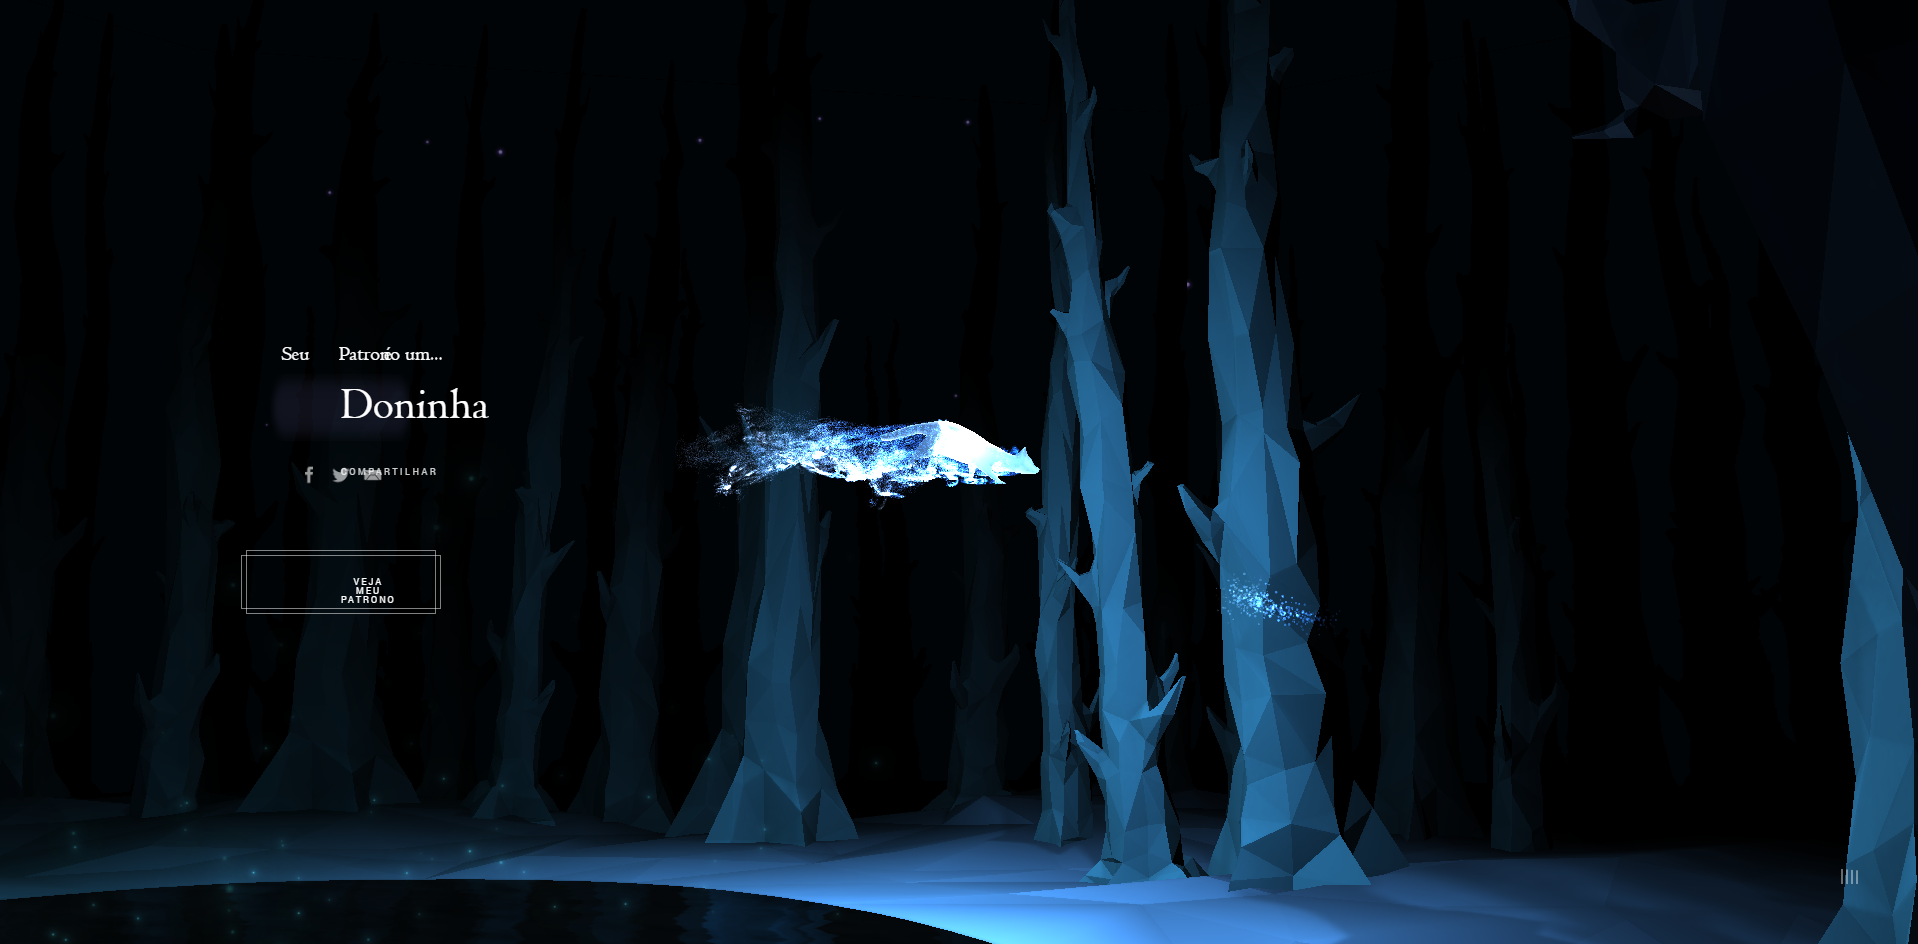 Seu Patrono é um...
Doninha
COMPARTILHAR
VEJA
MEU
PATRONO